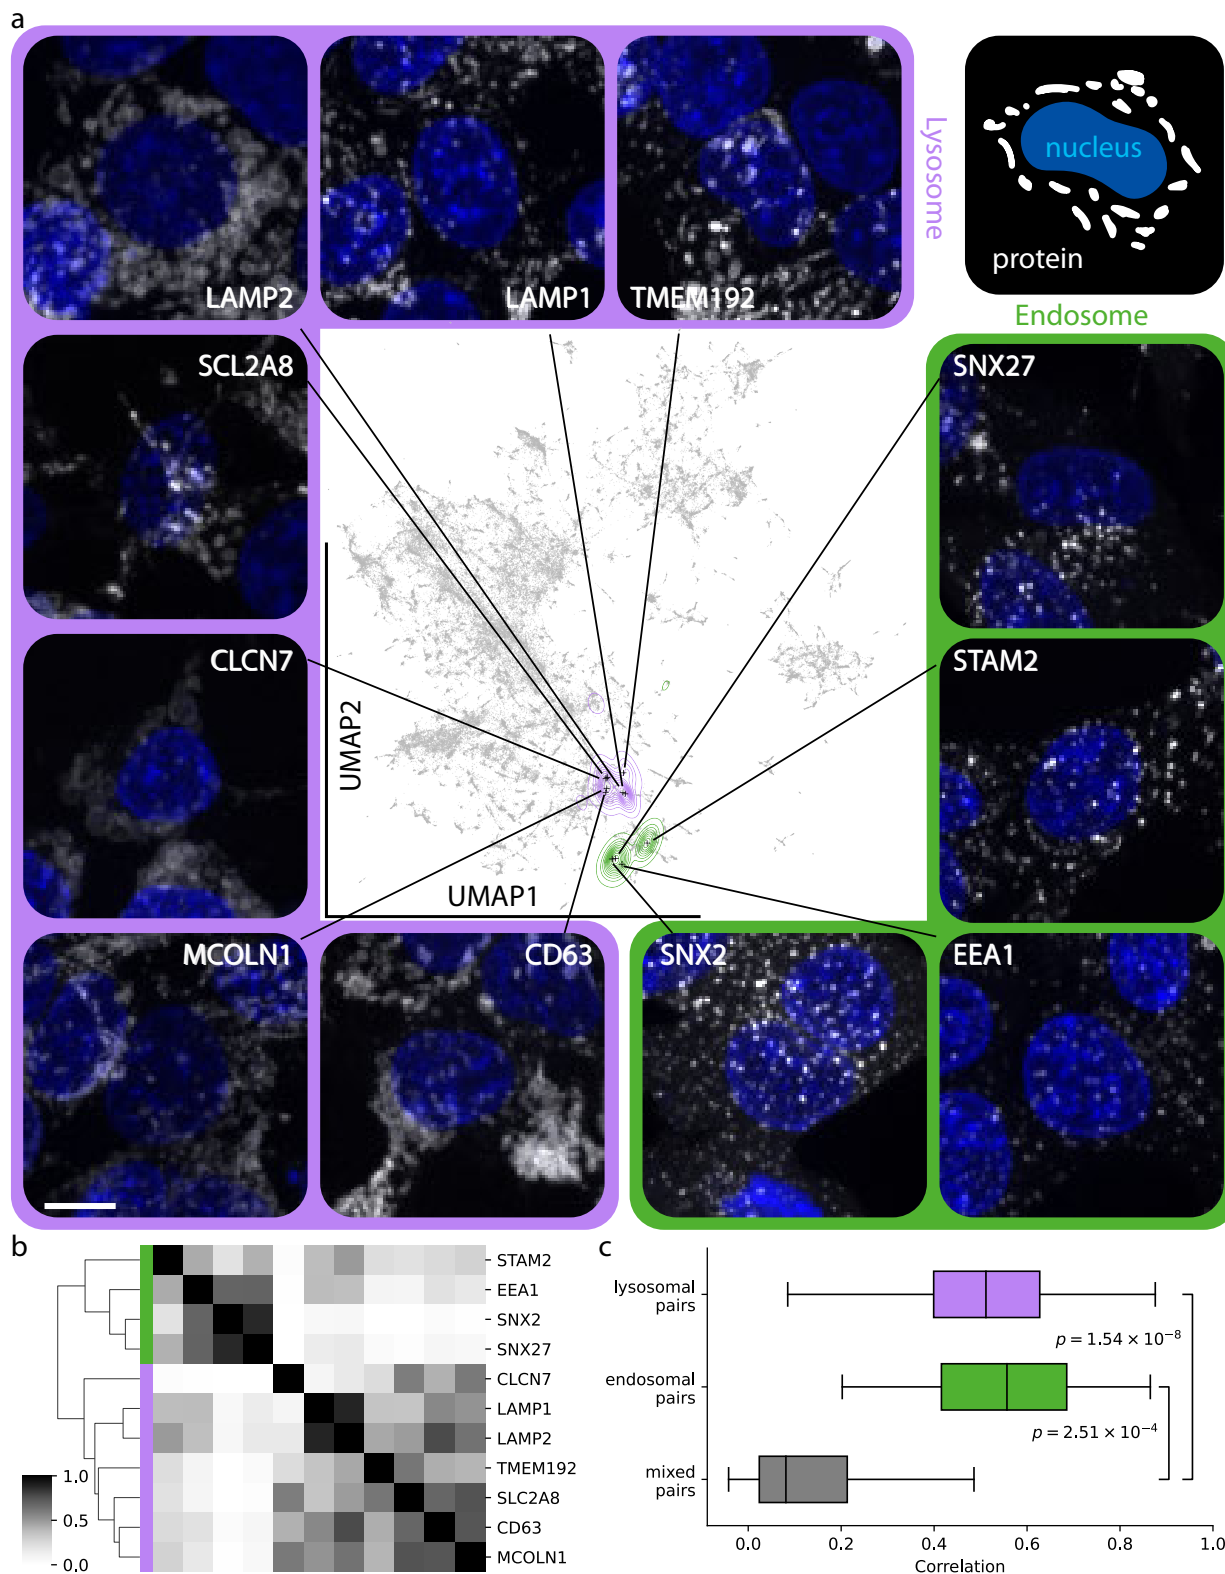 a
LAMP2
LAMP1
TMEM192
Lysosome
nucleus
protein
Endosome
SCL2A8
SNX27
CLCN7
STAM2
UMAP2
UMAP1
MCOLN1
CD63
SNX2
EEA1
b
STAM2
EEA1
SNX2
SNX27
CLCN7
LAMP1
LAMP2
TMEM192
SLC2A8
CD63
MCOLN1
1.0
0.5
0.0
c
lysosomal
pairs
p = 1.54 × 10⁻⁸
endosomal
pairs
p = 2.51 × 10⁻⁴
mixed
pairs
0.0 0.2 0.4 0.6 0.8 1.0
Correlation